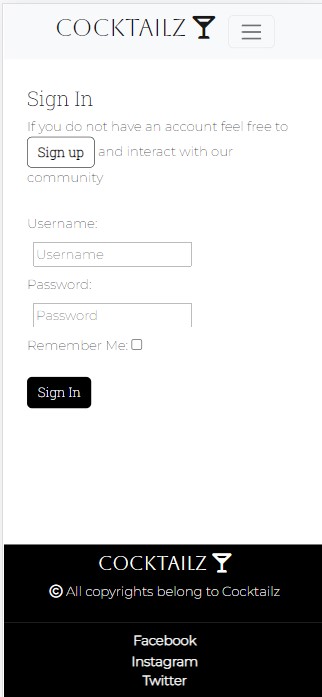 COCKTAILZ
Sign In
If you do not have an account feel free to
Sign up and interact with our
community
Username:
Username
Password:
Password
Remember Me:
Sign In
COCKTAILZ
© All copyrights belong to Cocktailz
Facebook
Instagram
Twitter